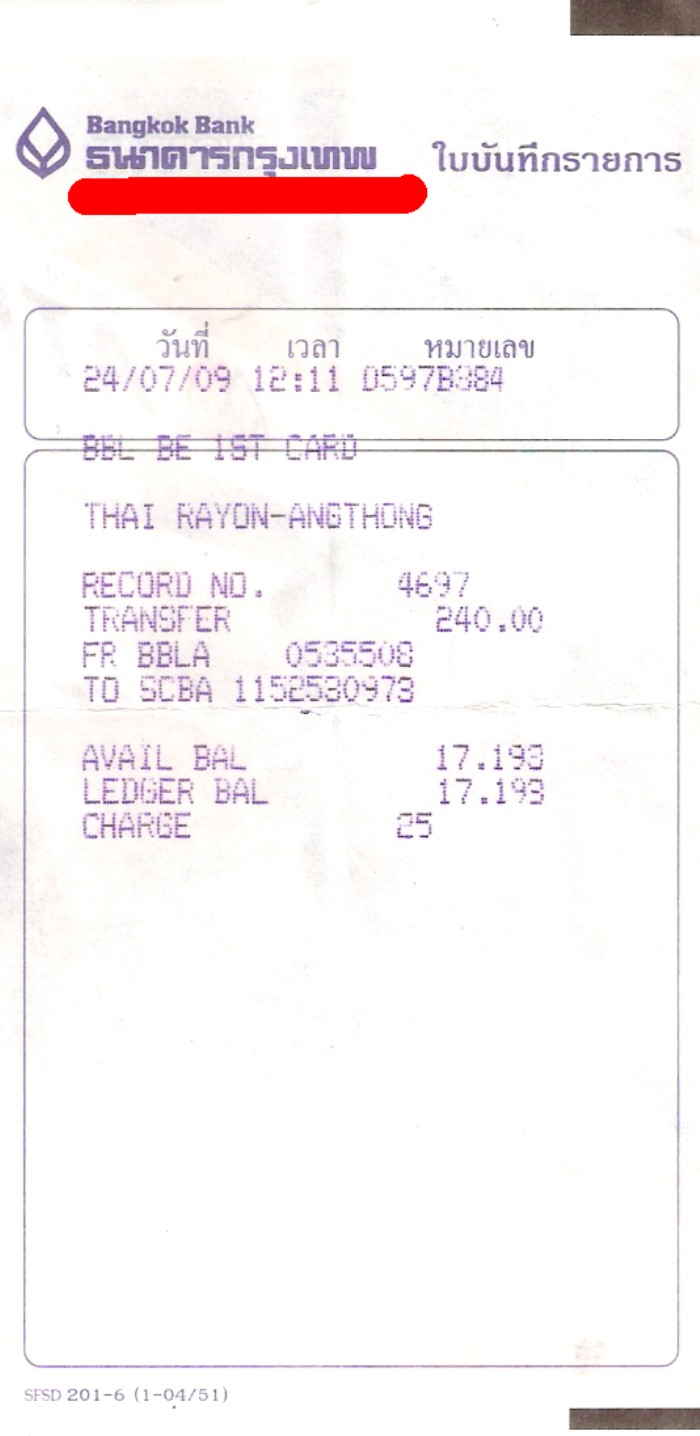 Bangkok Bank
ธนาคารกรุงเทพ ใบบันทึกรายการ
วันที่ เวลา หมายเลข
24/07/09 12:11 D597B384
BBL BE 1ST CARD
THAI RAYON-ANGTHONG
RECORD NO. 4697
TRANSFER 240.00
FR BBLA 0535508
TO SCBA 1152530973
AVAIL BAL 17.193
LEDGER BAL 17.193
CHARGE 25
SFSD 201-6 (1-04/51)